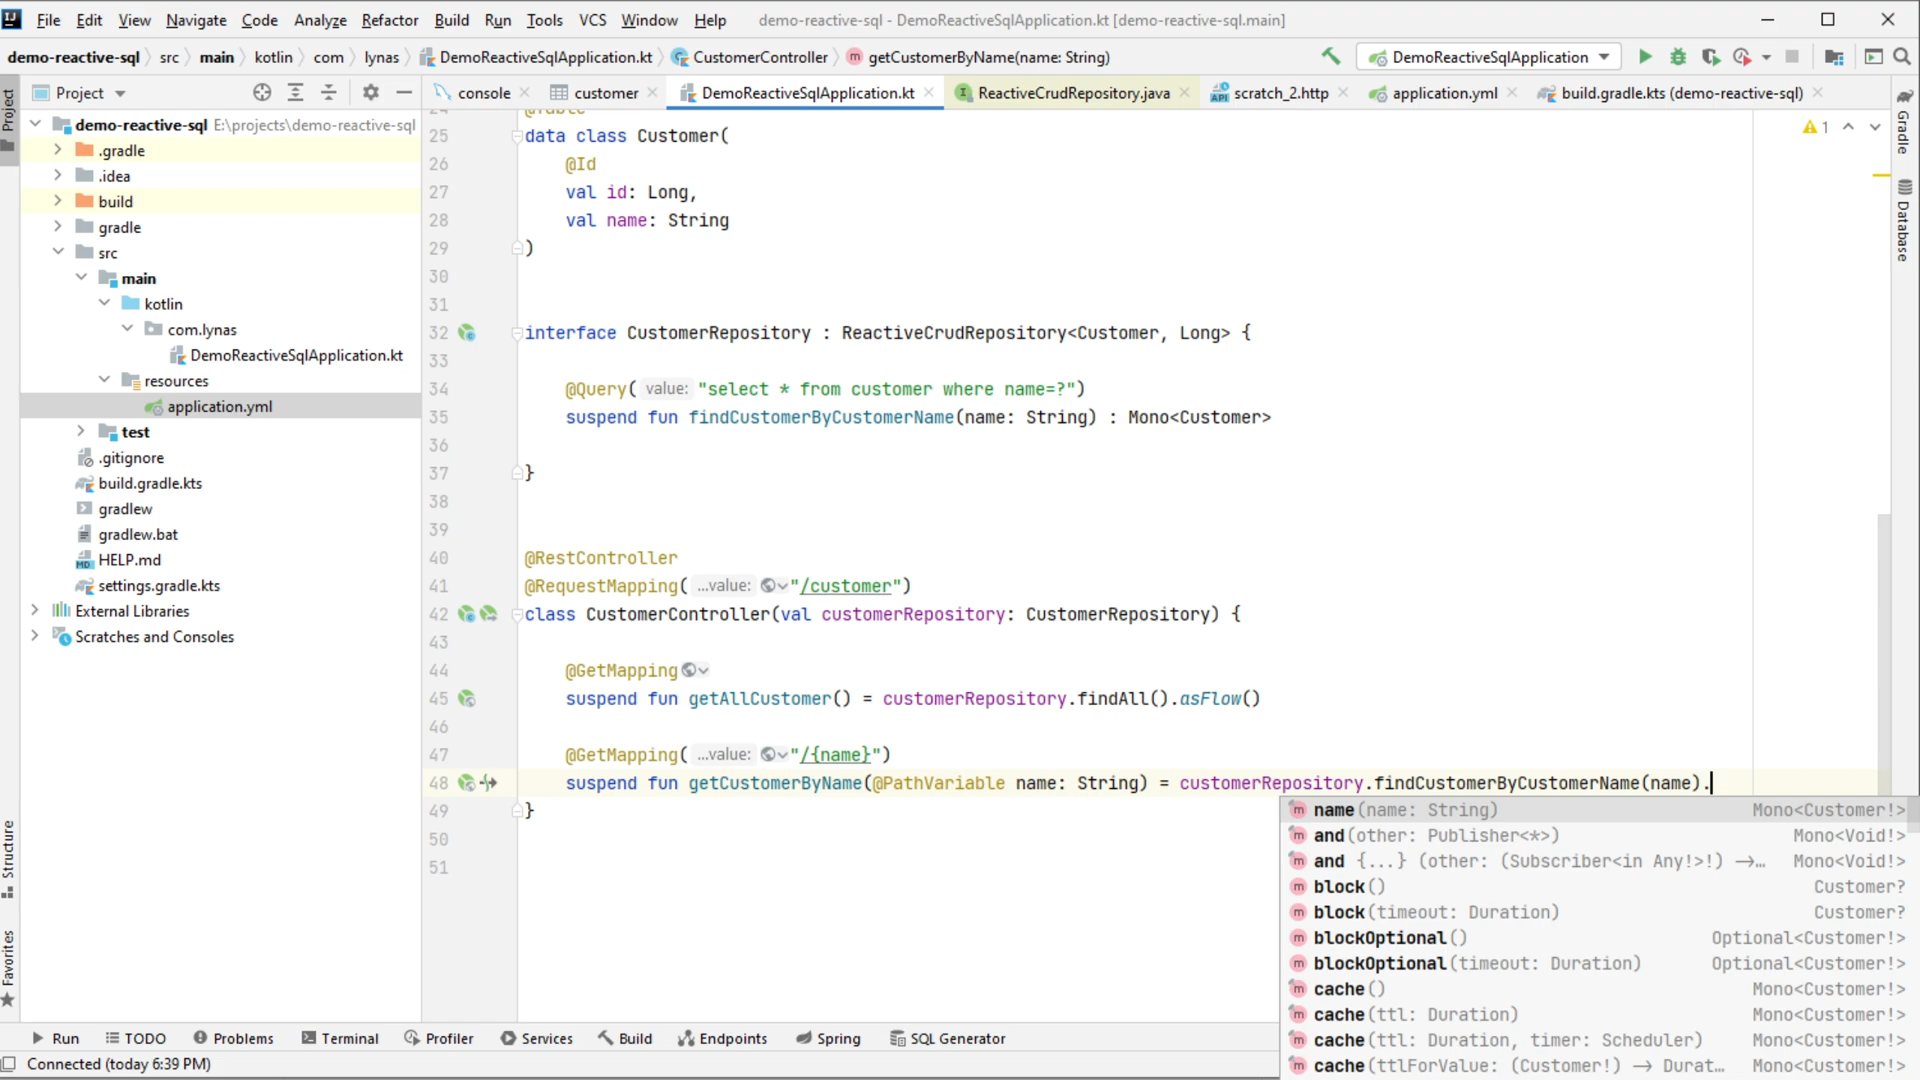 File Edit View Navigate Code Analyze Refactor Build Run Tools VCS Window Help demo-reactive-sql - DemoReactiveSqlApplication.kt [demo-reactive-sql.main]
demo-reactive-sql src main kotlin com lynas DemoReactiveSqlApplication.kt CustomerController getCustomerByName(name: String) DemoReactiveSqlApplication
Project console customer DemoReactiveSqlApplication.kt ReactiveCrudRepository.java scratch_2.http application.yml build.gradle.kts (demo-reactive-sql)
Project
Structure
Favorites
demo-reactive-sql E:\projects\demo-reactive-sql
.gradle
.idea
build
gradle
src
main
kotlin
com.lynas
DemoReactiveSqlApplication.kt
resources
application.yml
test
.gitignore
build.gradle.kts
gradlew
gradlew.bat
HELP.md
settings.gradle.kts
External Libraries
Scratches and Consoles
24 @Table
25 data class Customer(
26 @Id
27 val id: Long,
28 val name: String
29 )
30
31
32 interface CustomerRepository : ReactiveCrudRepository<Customer, Long> {
33
34 @Query( value: "select * from customer where name=?")
35 suspend fun findCustomerByCustomerName(name: String) : Mono<Customer>
36
37 }
38
39
40 @RestController
41 @RequestMapping( ...value: "/customer")
42 class CustomerController(val customerRepository: CustomerRepository) {
43
44 @GetMapping
45 suspend fun getAllCustomer() = customerRepository.findAll().asFlow()
46
47 @GetMapping( ...value: "/{name}")
48 suspend fun getCustomerByName(@PathVariable name: String) = customerRepository.findCustomerByCustomerName(name).
49 }
50
51
1
Gradle
Database
name(name: String) Mono<Customer!>
and(other: Publisher<*>) Mono<Void!>
and {...} (other: (Subscriber<in Any!>!) →… Mono<Void!>
block() Customer?
block(timeout: Duration) Customer?
blockOptional() Optional<Customer!>
blockOptional(timeout: Duration) Optional<Customer!>
cache() Mono<Customer!>
cache(ttl: Duration) Mono<Customer!>
cache(ttl: Duration, timer: Scheduler) Mono<Customer!>
cache(ttlForValue: (Customer!) → Durat… Mono<Customer!>
Run TODO Problems Terminal Profiler Services Build Endpoints Spring SQL Generator
Connected (today 6:39 PM)